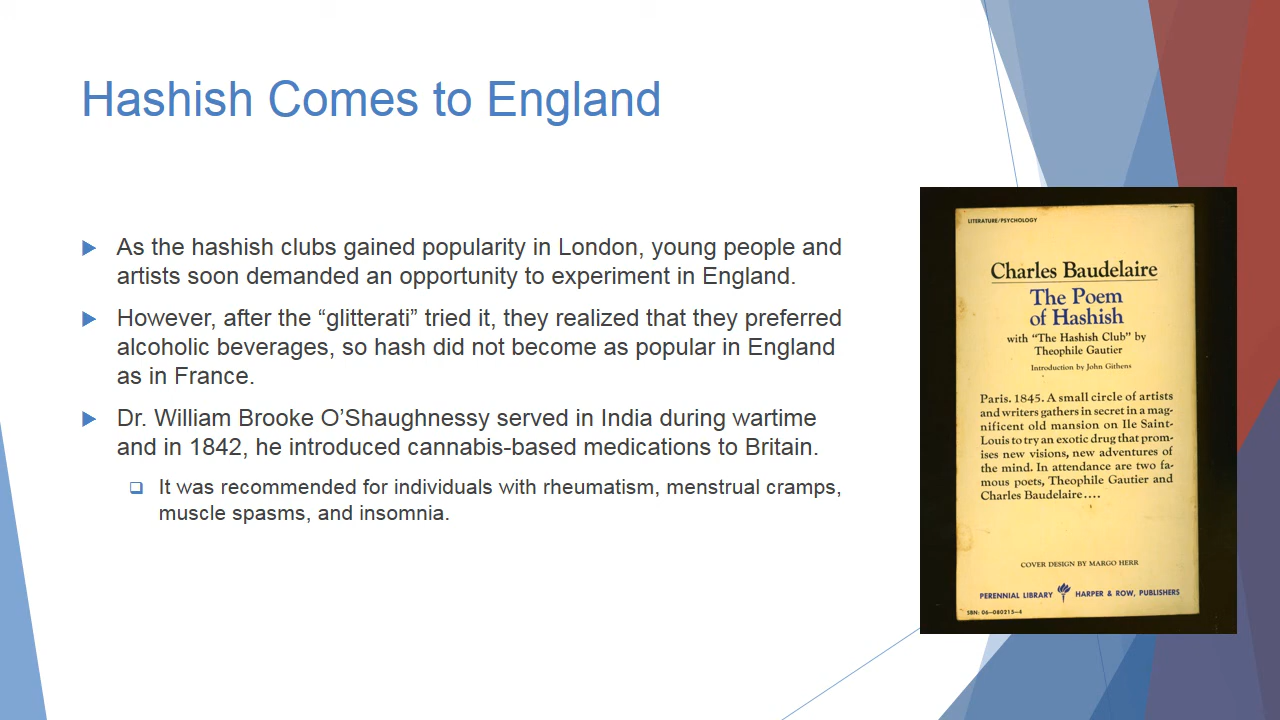 Hashish Comes to England
As the hashish clubs gained popularity in London, young people and
artists soon demanded an opportunity to experiment in England.
However, after the “glitterati” tried it, they realized that they preferred
alcoholic beverages, so hash did not become as popular in England
as in France.
Dr. William Brooke O’Shaughnessy served in India during wartime
and in 1842, he introduced cannabis-based medications to Britain.
It was recommended for individuals with rheumatism, menstrual cramps,
muscle spasms, and insomnia.
LITERATURE/PSYCHOLOGY
Charles Baudelaire
The Poem
of Hashish
with “The Hashish Club” by
Theophile Gautier
Introduction by John Githens
Paris. 1845. A small circle of artists
and writers gathers in secret in a mag-
nificent old mansion on Ile Saint-
Louis to try an exotic drug that prom-
ises new visions, new adventures of
the mind. In attendance are two fa-
mous poets, Theophile Gautier and
Charles Baudelaire....
COVER DESIGN BY MARGO HERR
PERENNIAL LIBRARY HARPER & ROW, PUBLISHERS
SBN: 06-080215-4